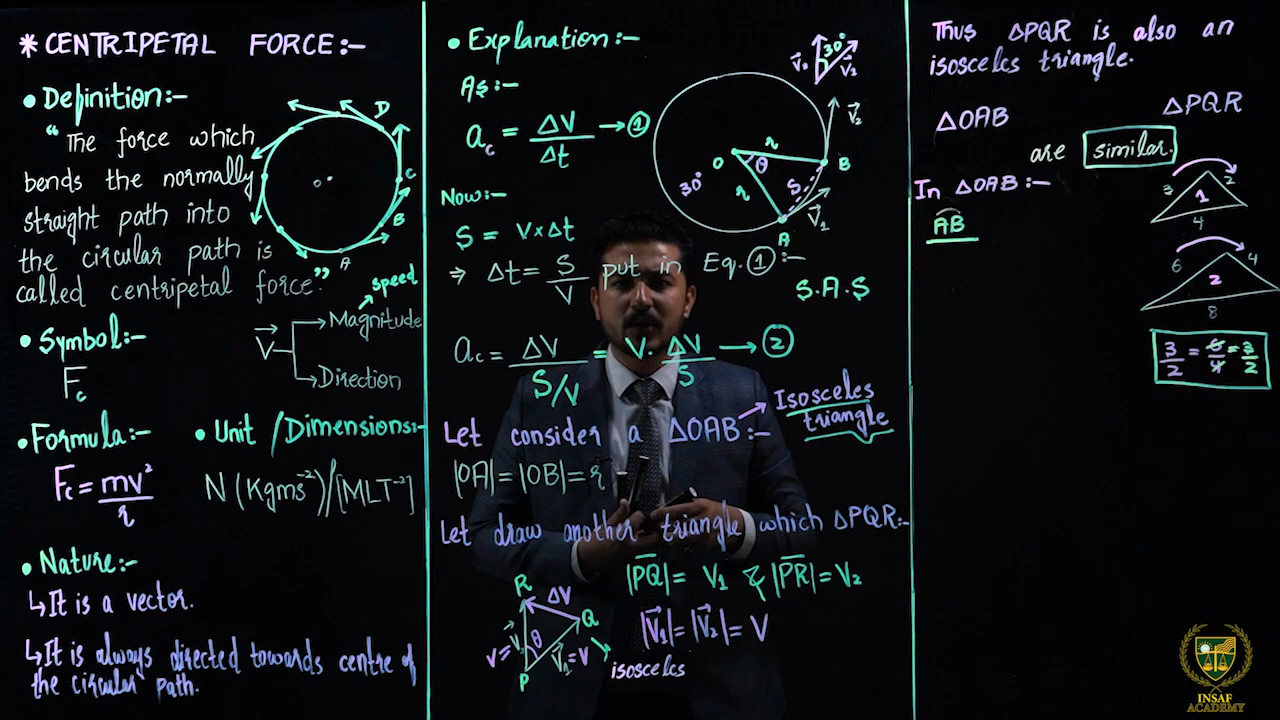 * CENTRIPETAL FORCE:-
• Definition:-
"The force which
bends the normally
straight path into
the circular path is
called centripetal force."
D
C
B
A
o
speed
• Symbol:-
Fc
V
Magnitude
Direction
• Formula:-
Fc = mv²/r
• Unit / Dimensions:-
N (Kgms⁻²)/[MLT⁻²]
• Nature:-
↳ It is a vector.
↳ It is always directed towards centre of
the circular path.
• Explanation:-
As:-
ac = ΔV/Δt → ①
Now:-
S = V×Δt
⇒ Δt = S/V put in Eq. ①:-
S.A.S
ac = ΔV/S/V = V. ΔV/S → ②
Let consider a ΔOAB:-
Isosceles
triangle
|OA| = |OB| = r
Let draw another triangle which ΔPQR:-
|PQ| = V₁ & |PR| = V₂
|V₁| = |V₂| = V
R
ΔV
Q
θ
V=V₂
V₁=V
P
isosceles
30°
V₂
V₂
V₂
r
O
θ
B
30°
r
S
V₁
A
Thus ΔPQR is also an
isosceles triangle.
ΔOAB
ΔPQR
are similar.
In ΔOAB:-
AB
3
2
1
4
6
4
2
8
3/2 = 6/4 = 3/2
INSAF
ACADEMY